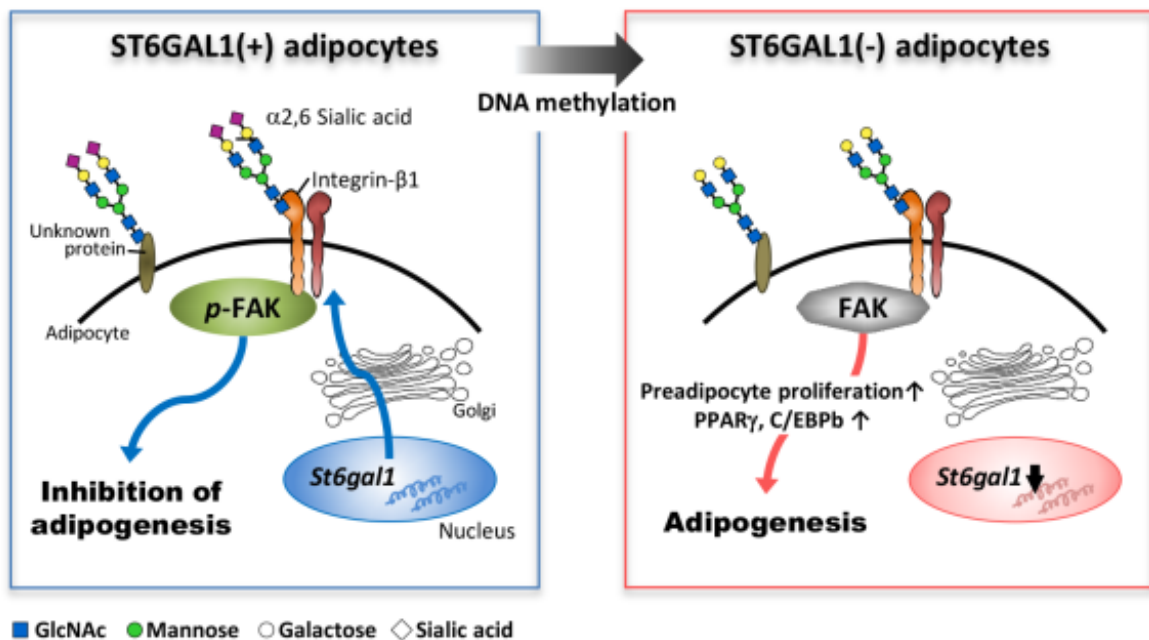 ST6GAL1(+) adipocytes
α2,6 Sialic acid
Integrin-β1
Unknown
protein
p-FAK
Adipocyte
Golgi
St6gal1
Nucleus
Inhibition of
adipogenesis
DNA methylation
ST6GAL1(-) adipocytes
FAK
Preadipocyte proliferation↑
PPARγ, C/EBPb ↑
St6gal1
Adipogenesis
GlcNAc Mannose Galactose Sialic acid